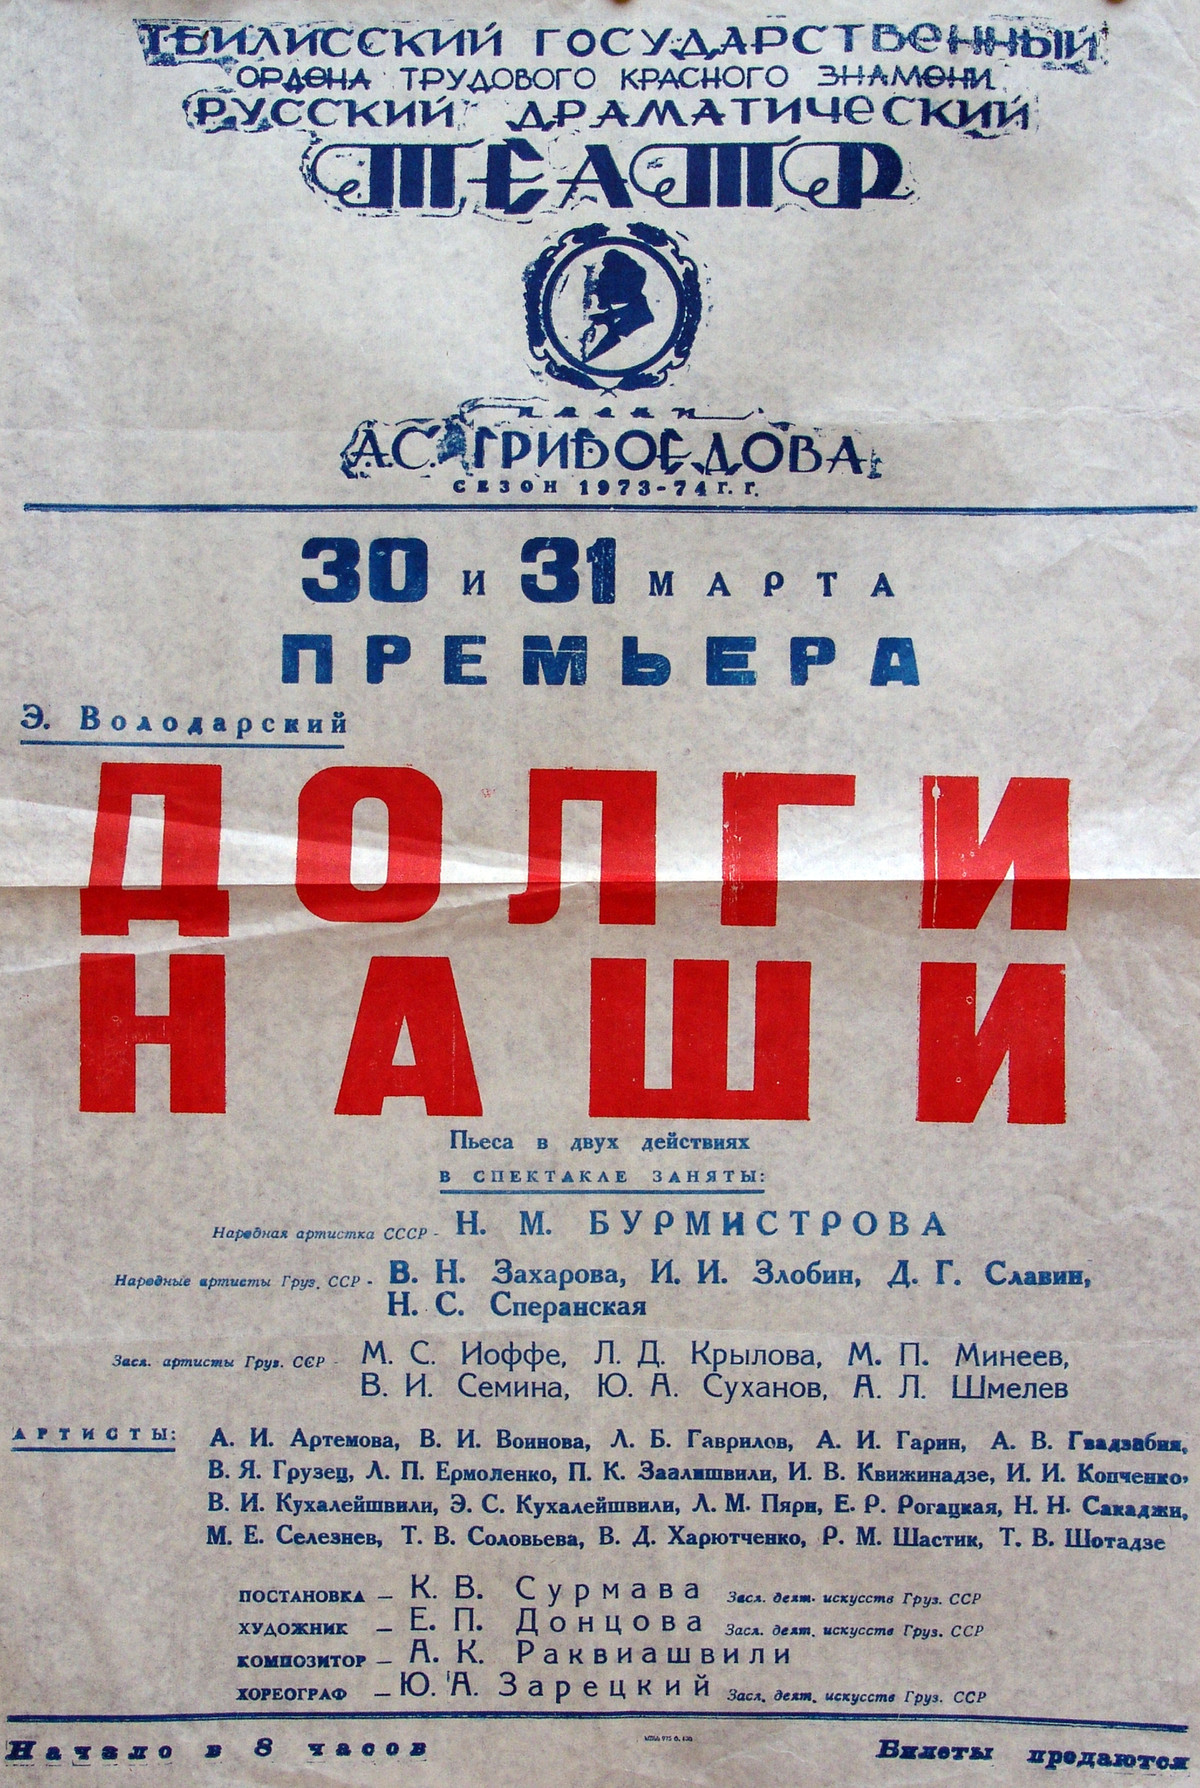 ТБИЛИССКИЙ ГОСУДАРСТВЕННЫЙ
ОРДЕНА ТРУДОВОГО КРАСНОГО ЗНАМЕНИ
РУССКИЙ ДРАМАТИЧЕСКИЙ
ТЕАТР
имени
А.С. ГРИБОЕДОВА
СЕЗОН 1973-74 г. г.
30 и 31 МАРТА
ПРЕМЬЕРА
Э. Володарский
ДОЛГИ
НАШИ
Пьеса в двух действиях
В СПЕКТАКЛЕ ЗАНЯТЫ:
Народная артистка СССР - Н. М. БУРМИСТРОВА
Народные артисты Груз. ССР - В. Н. Захарова, И. И. Злобин, Д. Г. Славин,
Н. С. Сперанская
Засл. артисты Груз. ССР - М. С. Иоффе, Л. Д. Крылова, М. П. Минеев,
В. И. Семина, Ю. А. Суханов, А. Л. Шмелев
АРТИСТЫ: А. И. Артемова, В. И. Воинова, Л. Б. Гаврилов, А. И. Гарин, А. В. Гвадзабия,
В. Я. Грузец, Л. П. Ермоленко, П. К. Заалишвили, И. В. Квижинадзе, И. И. Копченко,
В. И. Кухалейшвили, Э. С. Кухалейшвили, Л. М. Пярн, Е. Р. Рогацкая, Н. Н. Сакаджи,
М. Е. Селезнев, Т. В. Соловьева, В. Д. Харютченко, Р. М. Шастик, Т. В. Шотадзе
ПОСТАНОВКА — К. В. Сурмава Засл. деят. искусств Груз. ССР
ХУДОЖНИК — Е. П. Донцова Засл. деят. искусств Груз. ССР
КОМПОЗИТОР — А. К. Раквиашвили
ХОРЕОГРАФ — Ю. А. Зарецкий Засл. деят. искусств Груз. ССР
Начало в 8 часов
Билеты продаются